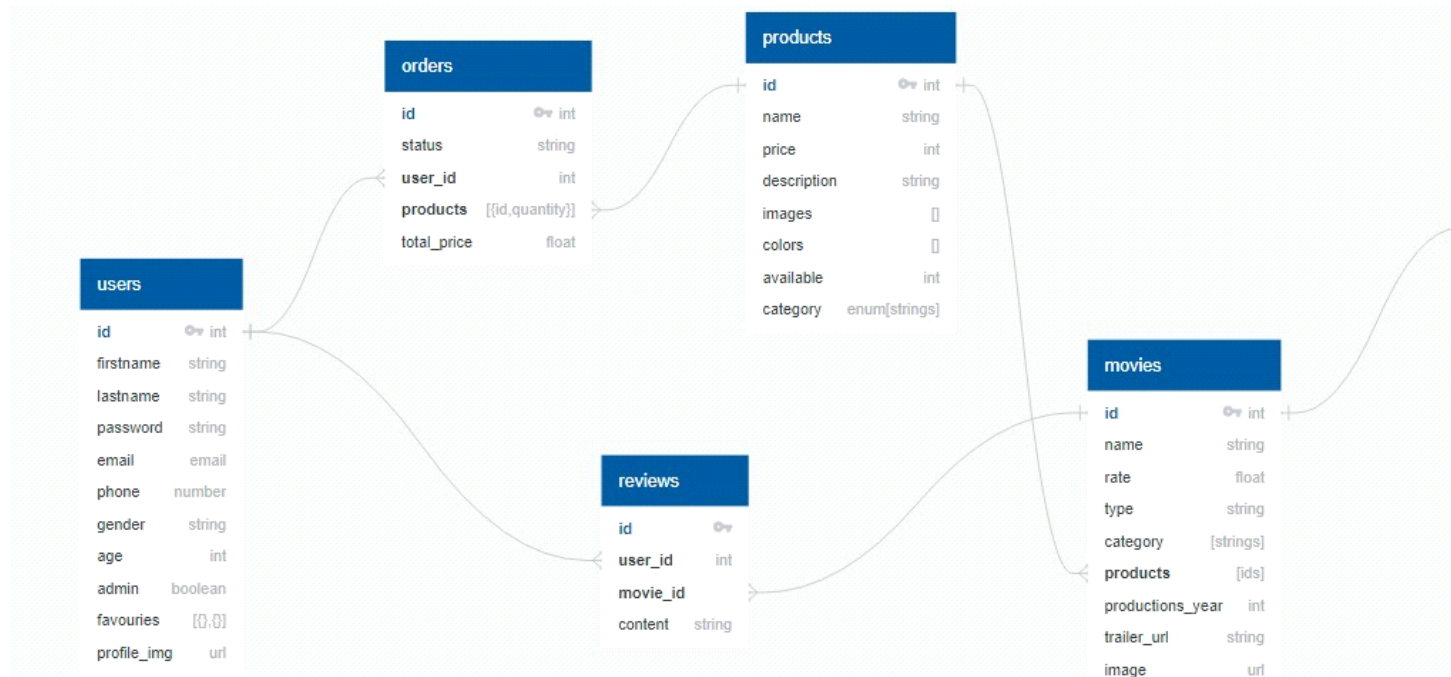 orders
id int
status string
user_id int
products [{id,quantity}]
total_price float
products
id int
name string
price int
description string
images []
colors []
available int
category enum[strings]
users
id int
firstname string
lastname string
password string
email email
phone number
gender string
age int
admin boolean
favouries [{},{}]
profile_img url
reviews
id
user_id int
movie_id
content string
movies
id int
name string
rate float
type string
category [strings]
products [ids]
productions_year int
trailer_url string
image url